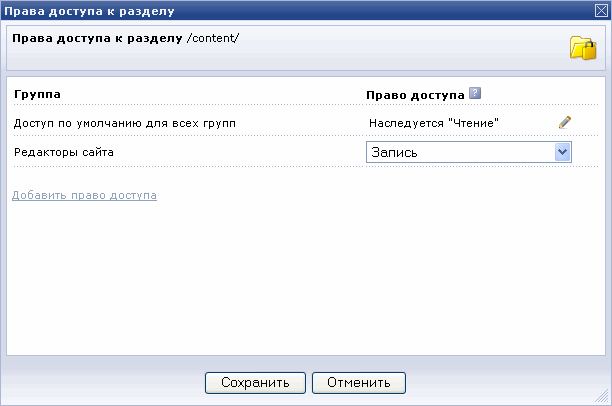 Права доступа к разделу
Права доступа к разделу /content/
Группа Право доступа ?
Доступ по умолчанию для всех групп Наследуется "Чтение"
Редакторы сайта Запись
Добавить право доступа
Сохранить Отменить